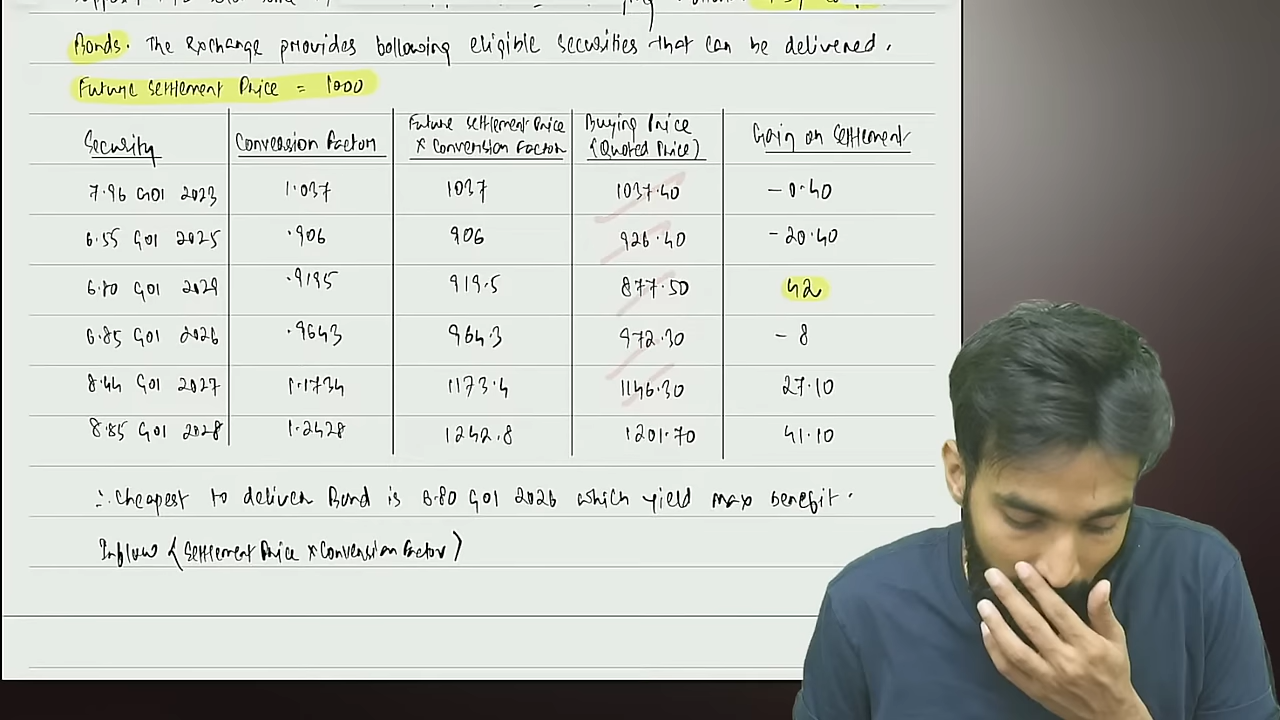 Bonds. The Exchange provides following eligible securities that can be delivered.
Future Settlement Price = 1000
Security | Conversion Factor | Future Settlement Price x Conversion Factor | Buying Price (Quoted Price) | Gain on Settlement
7.96 GOI 2023 | 1.037 | 1037 | 1037.40 | - 0.40
6.55 GOI 2025 | .906 | 906 | 926.40 | - 20.40
6.80 GOI 2029 | .9195 | 919.5 | 877.50 | 42
6.85 GOI 2026 | .9643 | 964.3 | 972.30 | - 8
8.44 GOI 2027 | 1.1734 | 1173.4 | 1146.30 | 27.10
8.85 GOI 2028 | 1.2428 | 1242.8 | 1201.70 | 41.10
∴ Cheapest to deliver Bond is 6.80 GOI 2026 which yield max benefit.
Inflow (Settlement Price x Conversion Factor)